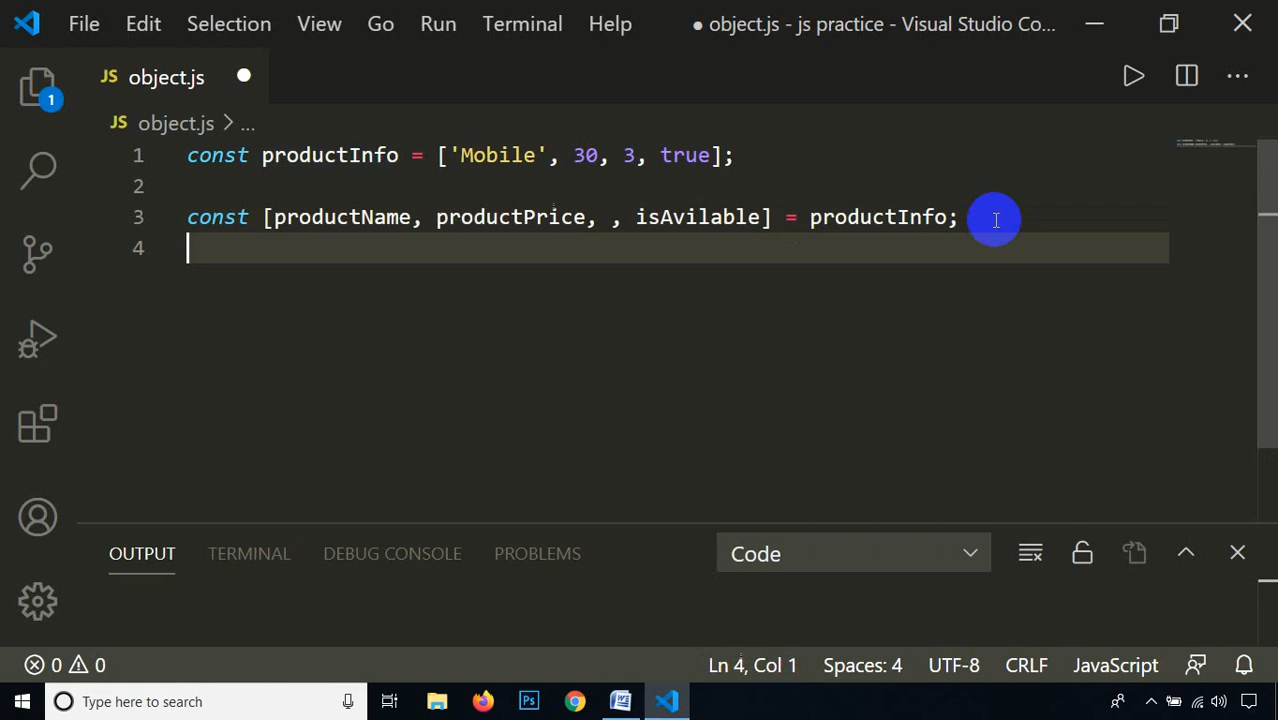 File Edit Selection View Go Run Terminal Help ● object.js - js practice - Visual Studio Co...
JS object.js ●
JS object.js > ...
1 const productInfo = ['Mobile', 30, 3, true];
2
3 const [productName, productPrice, , isAvilable] = productInfo;
4
1
OUTPUT TERMINAL DEBUG CONSOLE PROBLEMS Code
0 0 Ln 4, Col 1 Spaces: 4 UTF-8 CRLF JavaScript
Type here to search Ps